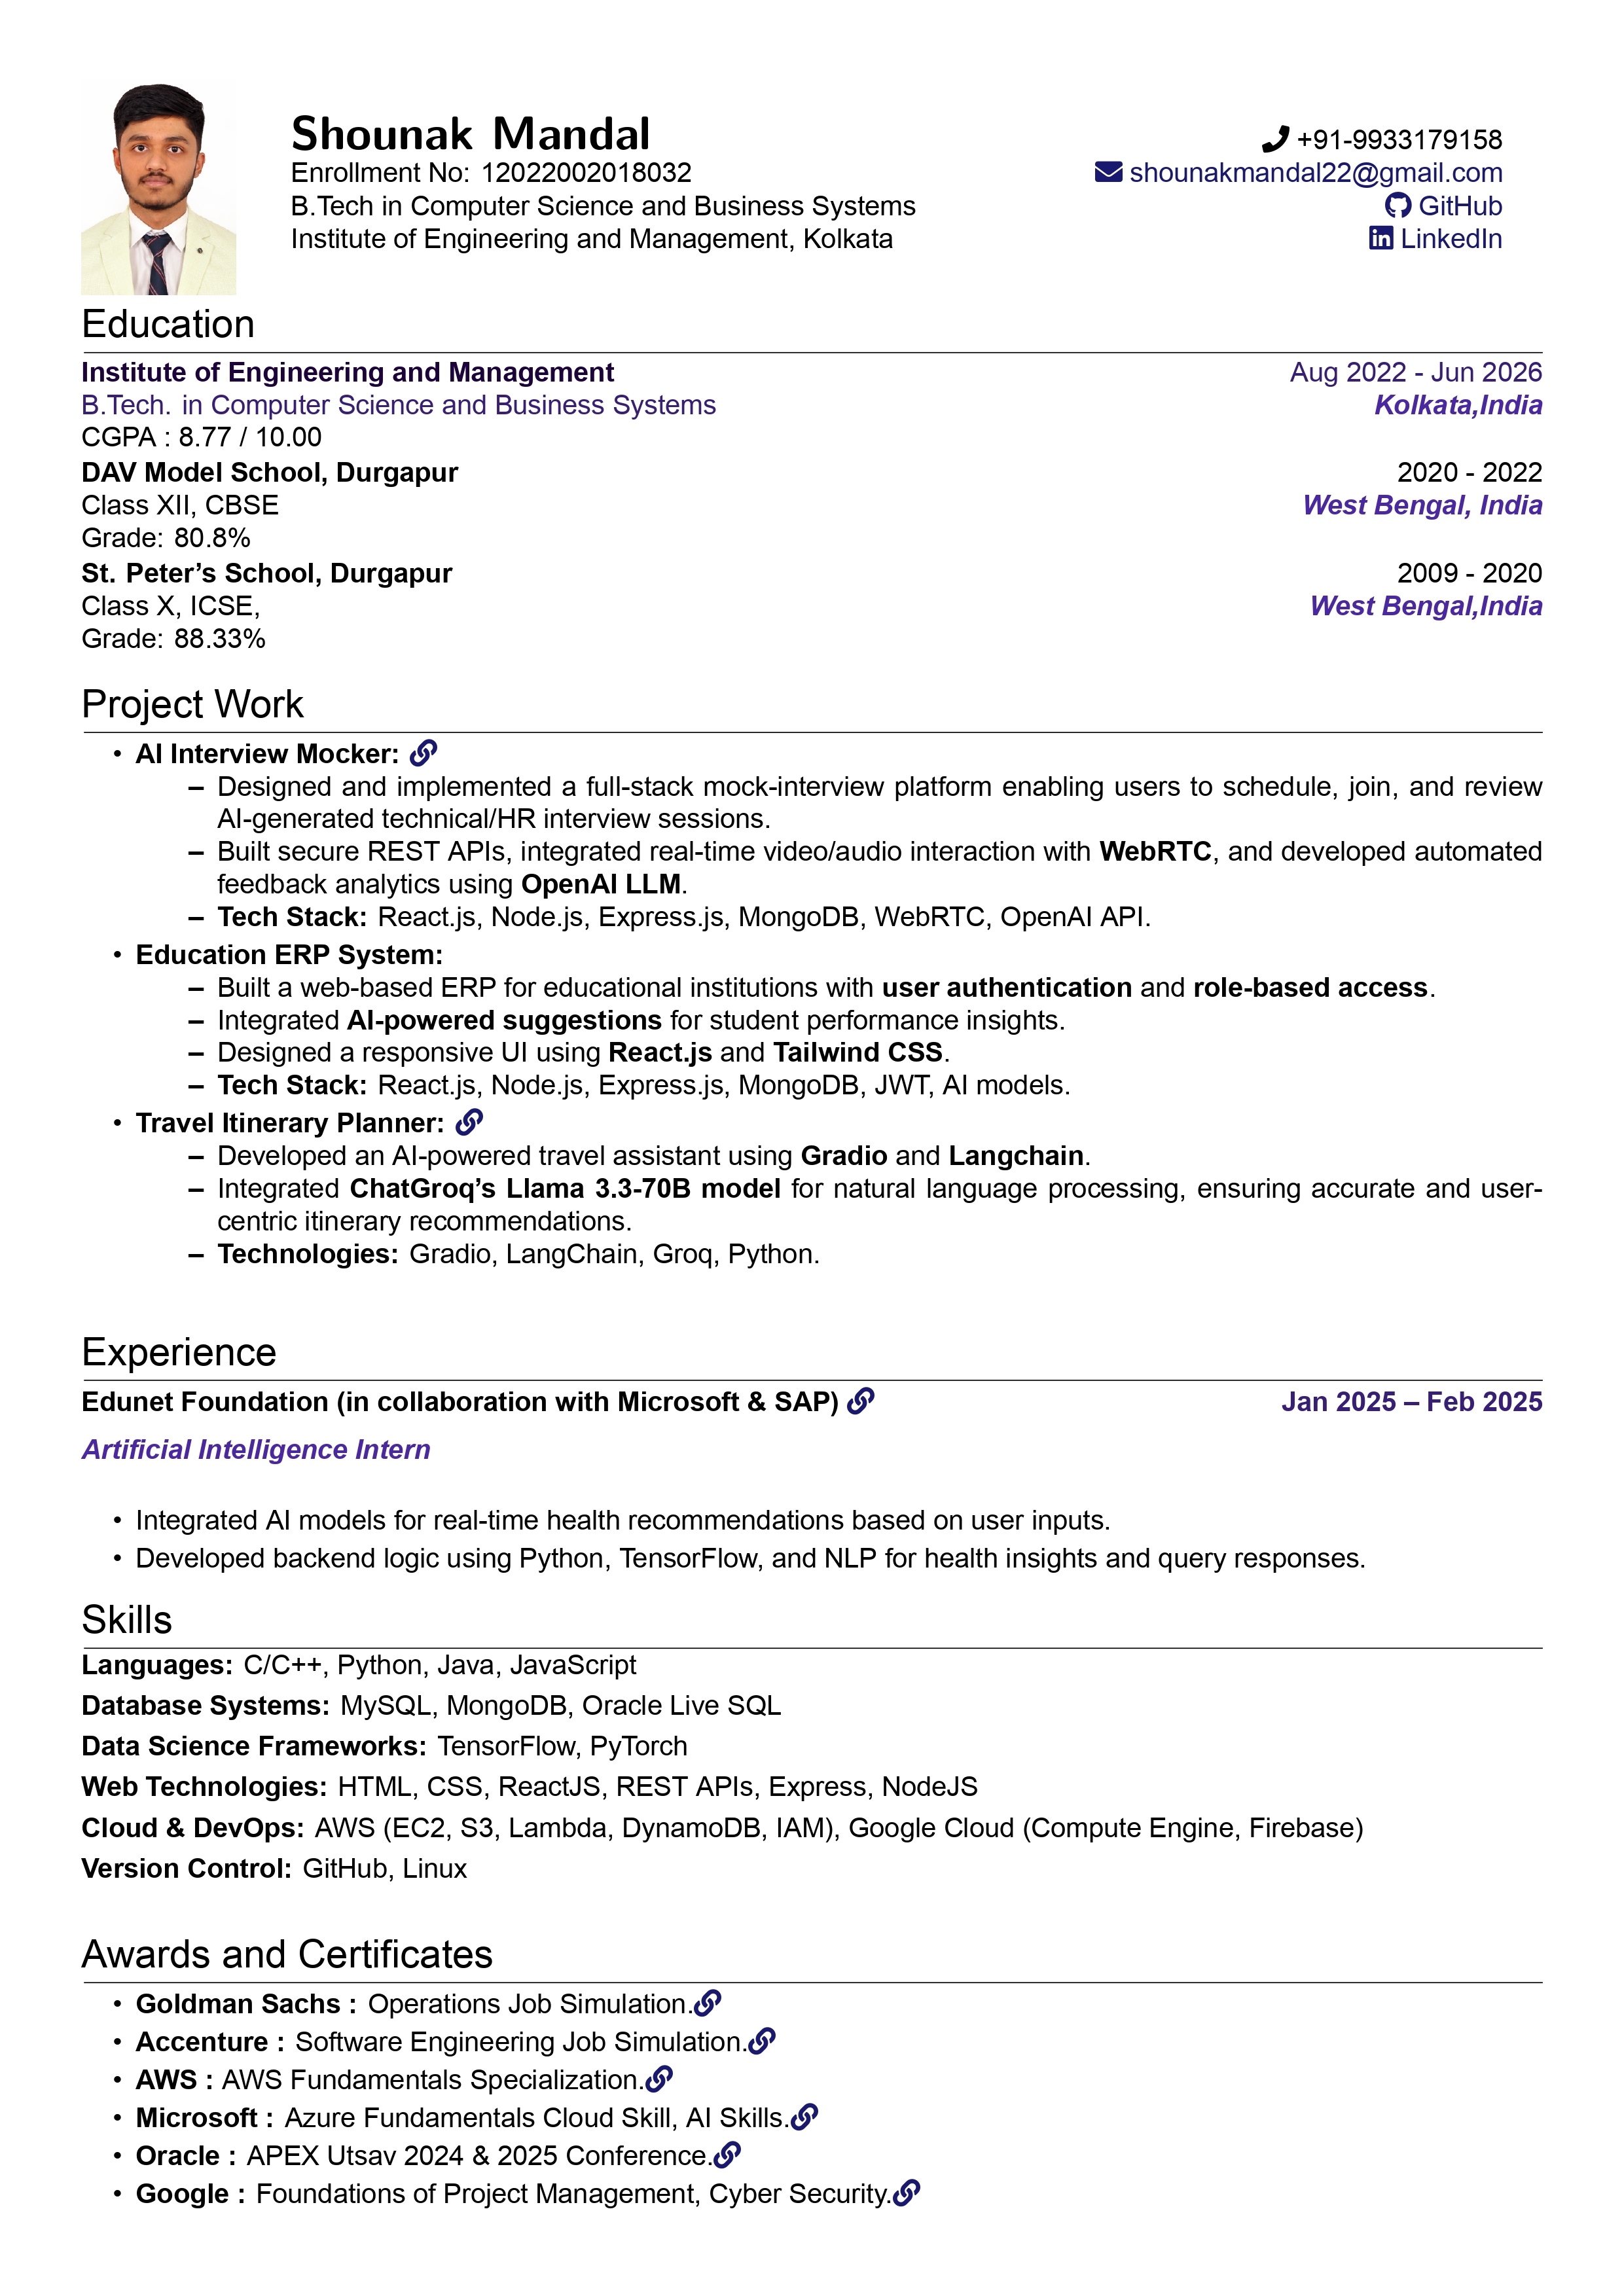 Shounak Mandal
Enrollment No: 12022002018032
B.Tech in Computer Science and Business Systems
Institute of Engineering and Management, Kolkata
+91-9933179158
shounakmandal22@gmail.com
GitHub
LinkedIn
Education
Institute of Engineering and Management Aug 2022 - Jun 2026
B.Tech. in Computer Science and Business Systems Kolkata,India
CGPA : 8.77 / 10.00
DAV Model School, Durgapur 2020 - 2022
Class XII, CBSE West Bengal, India
Grade: 80.8%
St. Peter's School, Durgapur 2009 - 2020
Class X, ICSE, West Bengal,India
Grade: 88.33%
Project Work
• AI Interview Mocker:
– Designed and implemented a full-stack mock-interview platform enabling users to schedule, join, and review
AI-generated technical/HR interview sessions.
– Built secure REST APIs, integrated real-time video/audio interaction with WebRTC, and developed automated
feedback analytics using OpenAI LLM.
– Tech Stack: React.js, Node.js, Express.js, MongoDB, WebRTC, OpenAI API.
• Education ERP System:
– Built a web-based ERP for educational institutions with user authentication and role-based access.
– Integrated AI-powered suggestions for student performance insights.
– Designed a responsive UI using React.js and Tailwind CSS.
– Tech Stack: React.js, Node.js, Express.js, MongoDB, JWT, AI models.
• Travel Itinerary Planner:
– Developed an AI-powered travel assistant using Gradio and Langchain.
– Integrated ChatGroq's Llama 3.3-70B model for natural language processing, ensuring accurate and user-
centric itinerary recommendations.
– Technologies: Gradio, LangChain, Groq, Python.
Experience
Edunet Foundation (in collaboration with Microsoft & SAP) Jan 2025 – Feb 2025
Artificial Intelligence Intern
• Integrated AI models for real-time health recommendations based on user inputs.
• Developed backend logic using Python, TensorFlow, and NLP for health insights and query responses.
Skills
Languages: C/C++, Python, Java, JavaScript
Database Systems: MySQL, MongoDB, Oracle Live SQL
Data Science Frameworks: TensorFlow, PyTorch
Web Technologies: HTML, CSS, ReactJS, REST APIs, Express, NodeJS
Cloud & DevOps: AWS (EC2, S3, Lambda, DynamoDB, IAM), Google Cloud (Compute Engine, Firebase)
Version Control: GitHub, Linux
Awards and Certificates
• Goldman Sachs : Operations Job Simulation.
• Accenture : Software Engineering Job Simulation.
• AWS : AWS Fundamentals Specialization.
• Microsoft : Azure Fundamentals Cloud Skill, AI Skills.
• Oracle : APEX Utsav 2024 & 2025 Conference.
• Google : Foundations of Project Management, Cyber Security.